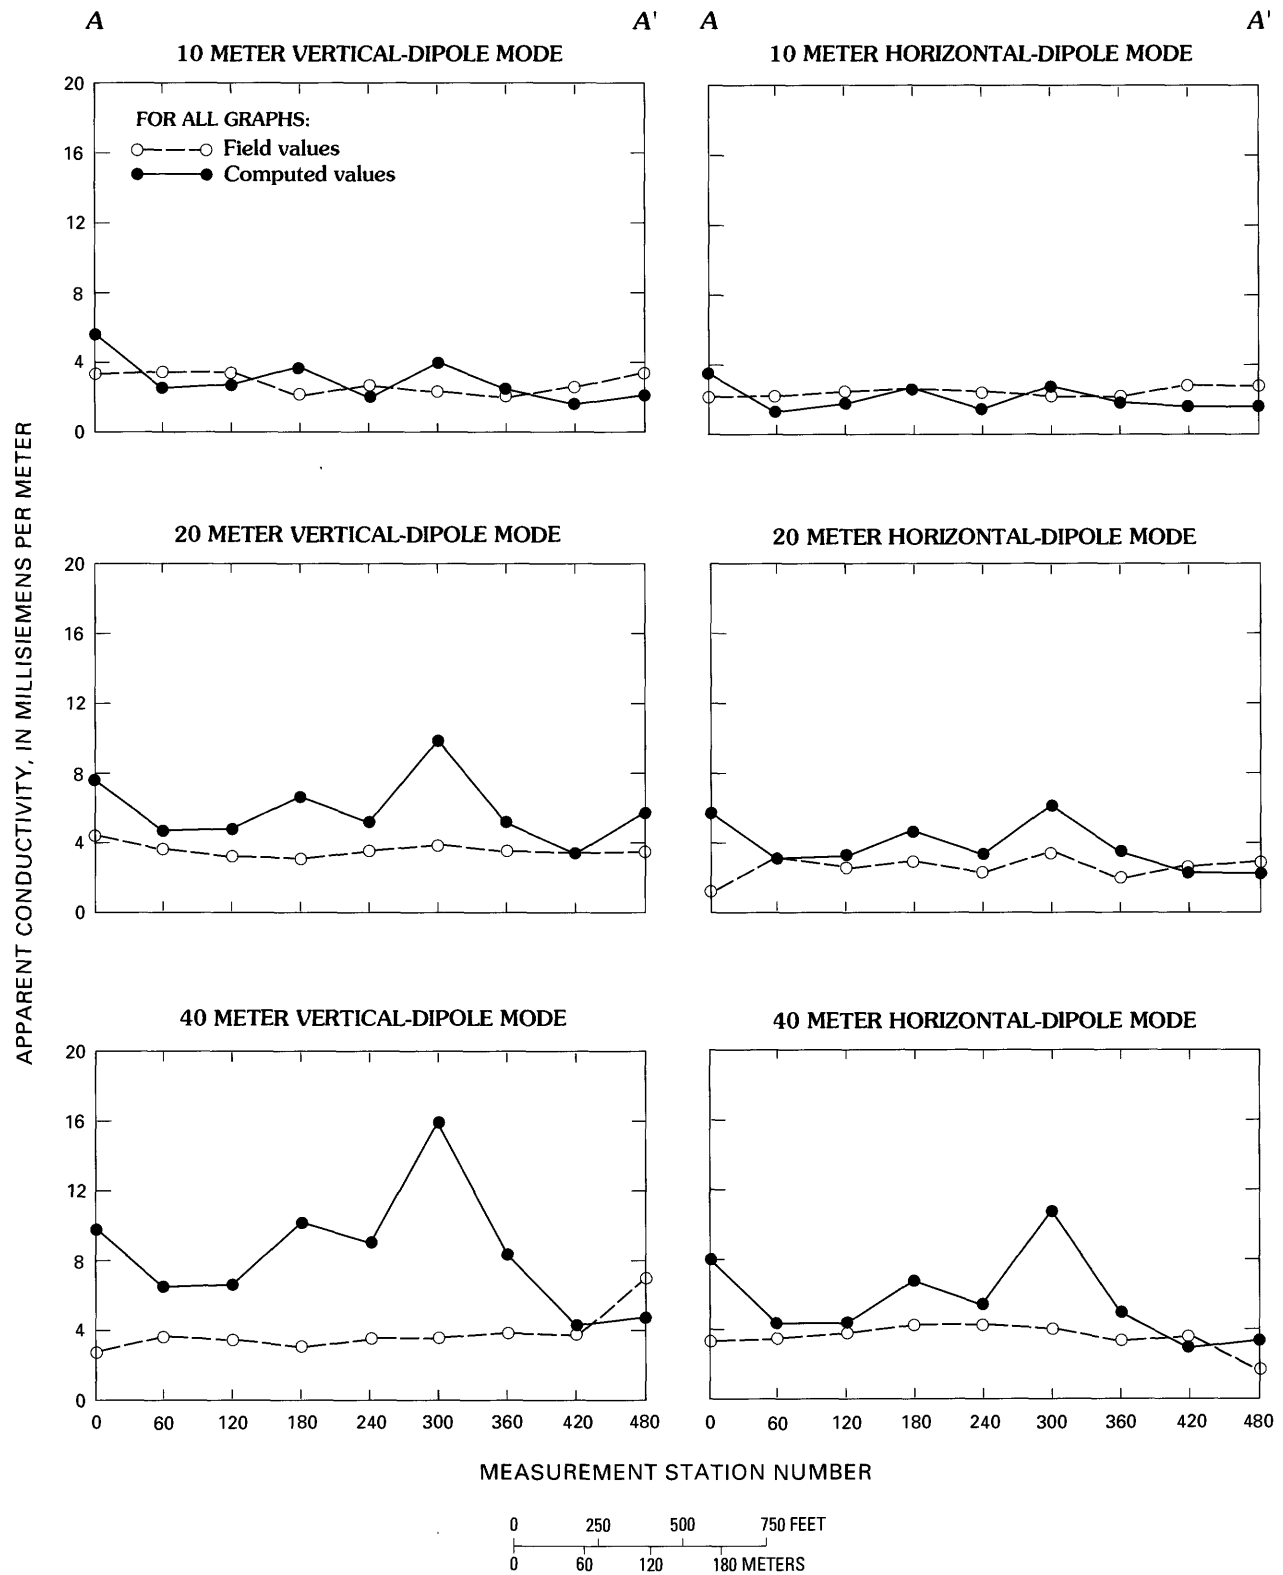 A A' A A'
10 METER VERTICAL-DIPOLE MODE
10 METER HORIZONTAL-DIPOLE MODE
20
16
12
8
4
0
FOR ALL GRAPHS:
Field values
Computed values
APPARENT CONDUCTIVITY, IN MILLISIEMENS PER METER
20 METER VERTICAL-DIPOLE MODE
20 METER HORIZONTAL-DIPOLE MODE
20
16
12
8
4
0
40 METER VERTICAL-DIPOLE MODE
40 METER HORIZONTAL-DIPOLE MODE
20
16
12
8
4
0
0 60 120 180 240 300 360 420 480
0 60 120 180 240 300 360 420 480
MEASUREMENT STATION NUMBER
0 250 500 750 FEET
0 60 120 180 METERS